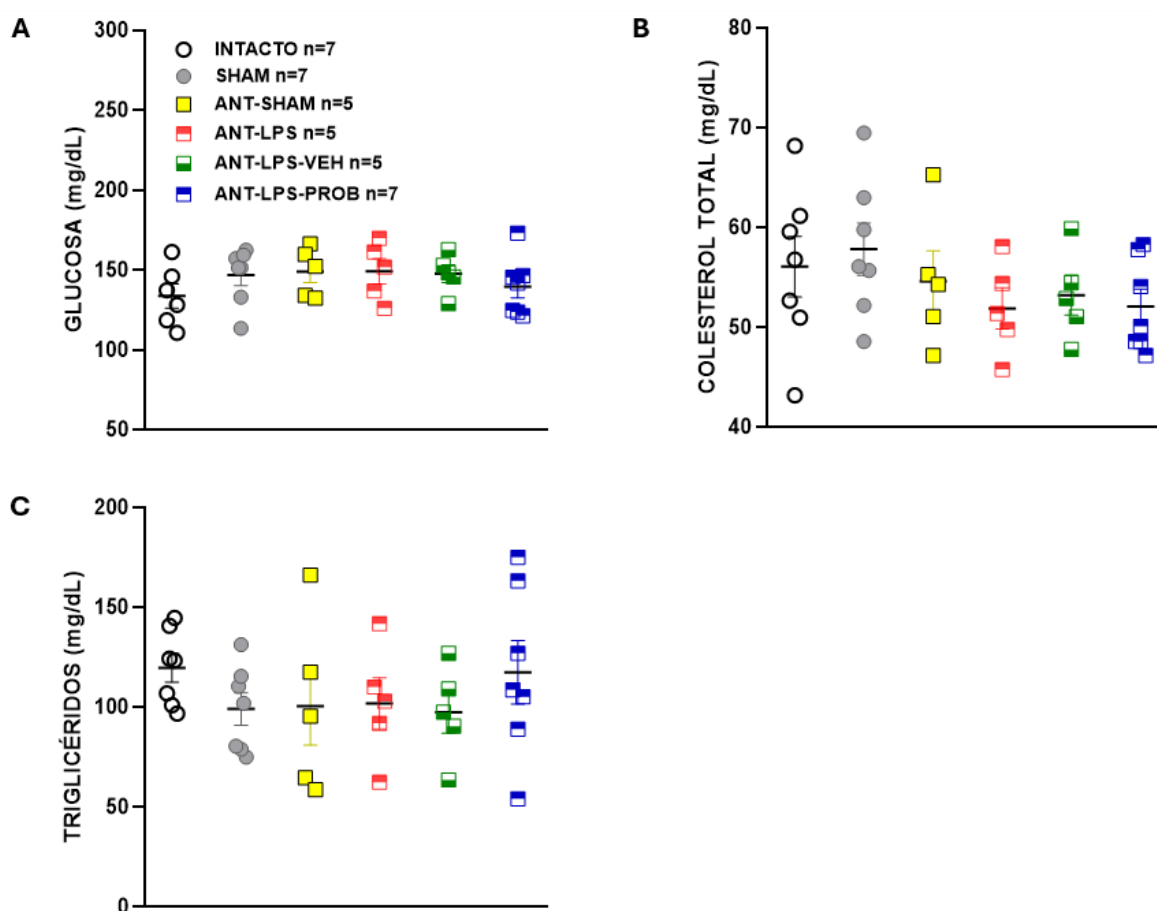 A
GLUCOSA (mg/dL)
300
250
200
150
100
50
INTACTO n=7
SHAM n=7
ANT-SHAM n=5
ANT-LPS n=5
ANT-LPS-VEH n=5
ANT-LPS-PROB n=7
B
COLESTEROL TOTAL (mg/dL)
80
70
60
50
40
C
TRIGLICÉRIDOS (mg/dL)
200
150
100
50
0